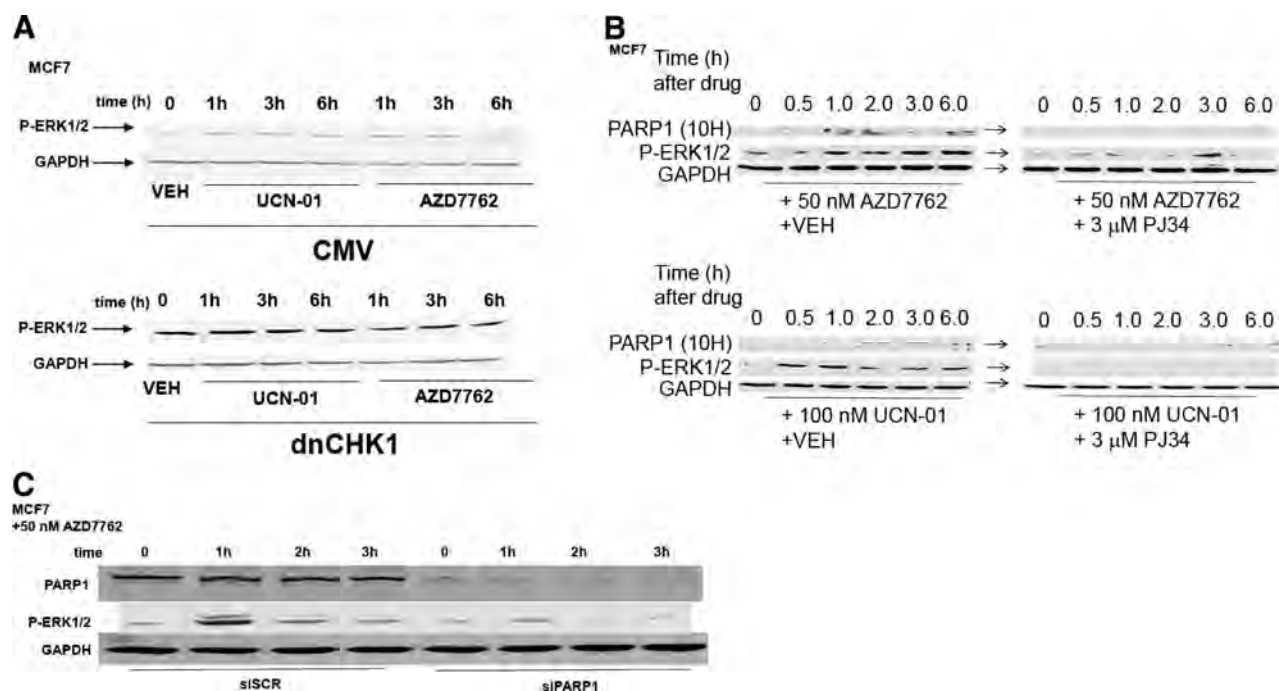 A
MCF7
time (h) 0 1h 3h 6h 1h 3h 6h
P-ERK1/2
GAPDH
VEH
UCN-01 AZD7762
CMV
time (h) 0 1h 3h 6h 1h 3h 6h
P-ERK1/2
GAPDH
VEH
UCN-01 AZD7762
dnCHK1
B
MCF7
Time (h)
after drug
0 0.5 1.0 2.0 3.0 6.0 0 0.5 1.0 2.0 3.0 6.0
PARP1 (10H)
P-ERK1/2
GAPDH
+ 50 nM AZD7762 + 50 nM AZD7762
+VEH + 3 μM PJ34
Time (h)
after drug
0 0.5 1.0 2.0 3.0 6.0 0 0.5 1.0 2.0 3.0 6.0
PARP1 (10H)
P-ERK1/2
GAPDH
+ 100 nM UCN-01 + 100 nM UCN-01
+VEH + 3 μM PJ34
C
MCF7
+50 nM AZD7762
time 0 1h 2h 3h 0 1h 2h 3h
PARP1
P-ERK1/2
GAPDH
siSCR siPARP1